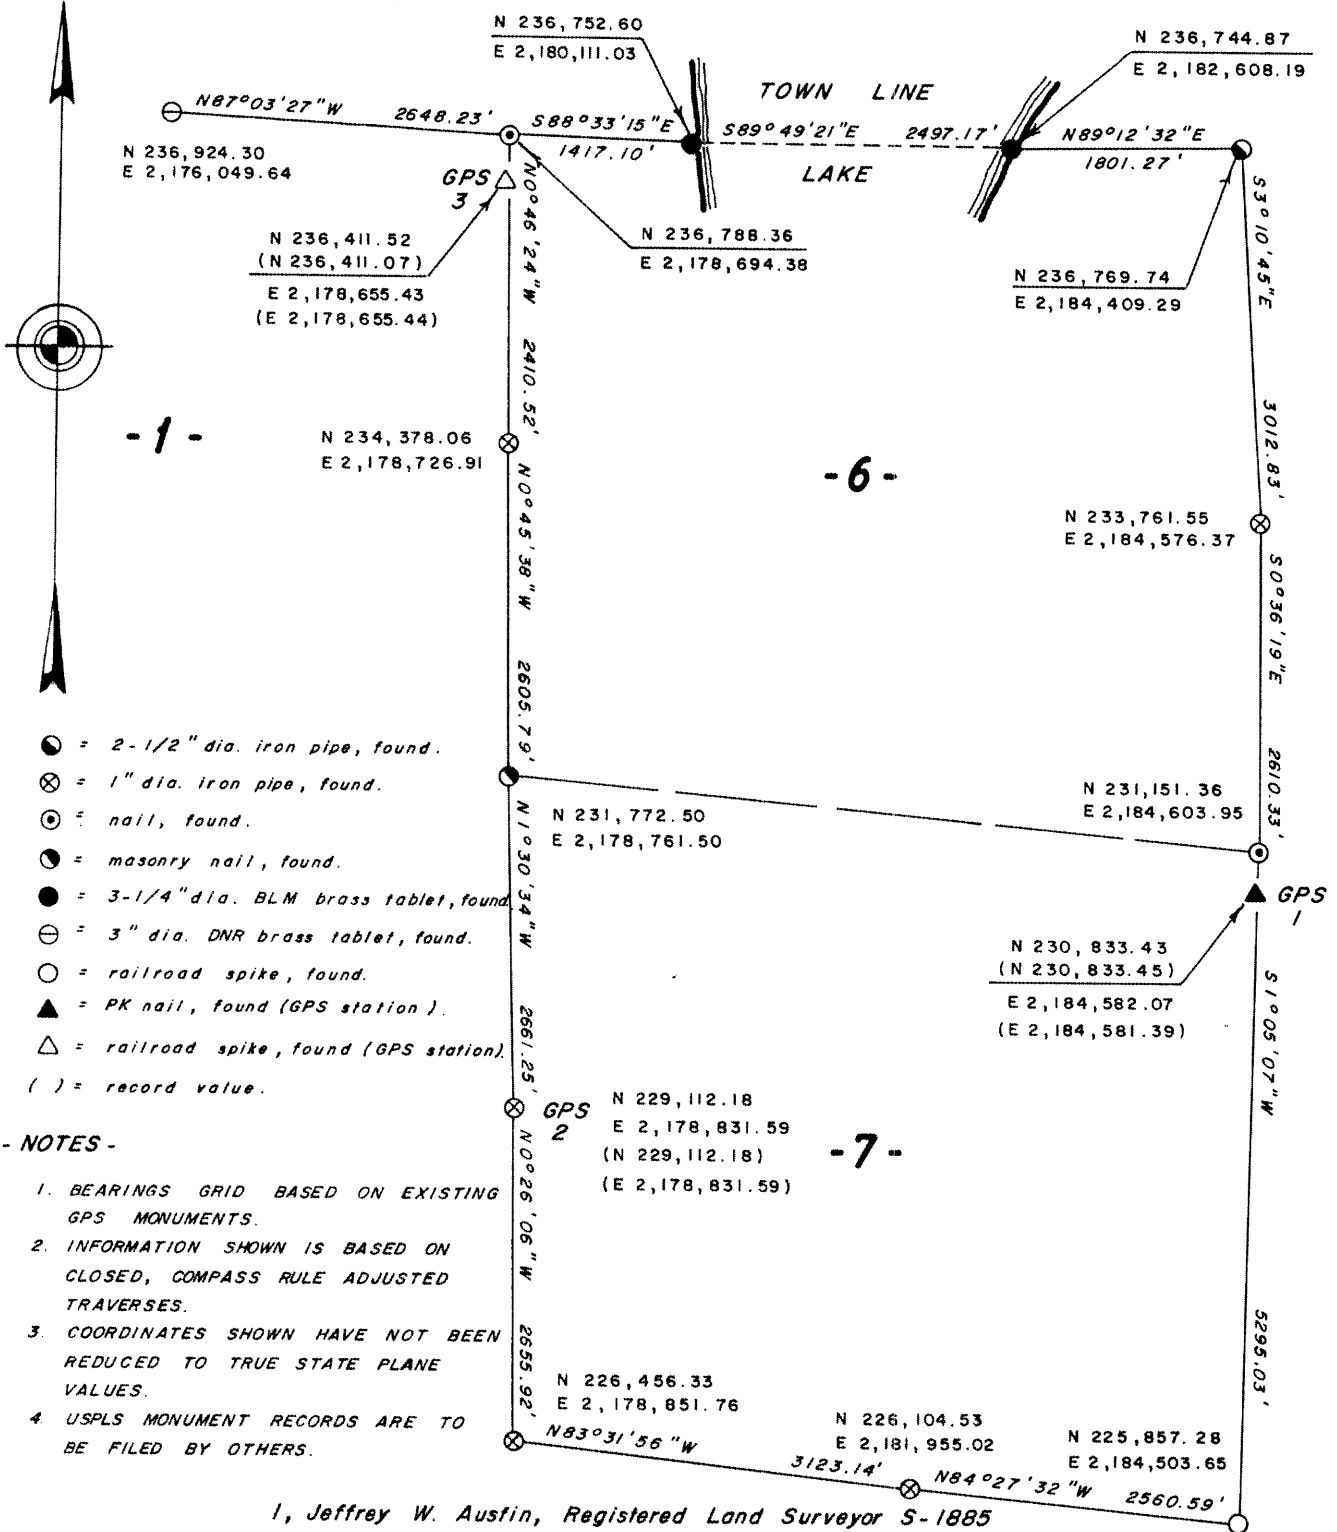 N 236,752.60
E 2,180,111.03
N 236,744.87
E 2,182,608.19
TOWN LINE
LAKE
N87°03'27"W
2648.23'
S88°33'15"E
1417.10'
S89°49'21"E
2497.17'
N89°12'32"E
1801.27'
N 236,924.30
E 2,176,049.64
GPS
3
N 236,411.52
(N 236,411.07)
E 2,178,655.43
(E 2,178,655.44)
N 236,788.36
E 2,178,694.38
N 236,769.74
E 2,184,409.29
N0°46'24"W 2410.52'
S3°10'45"E 3012.83'
- 1 -
N 234,378.06
E 2,178,726.91
- 6 -
N 233,761.55
E 2,184,576.37
N0°45'38"W 2605.79'
S0°36'19"E 2610.33'
= 2-1/2" dia. iron pipe, found.
= 1" dia. iron pipe, found.
= nail, found.
= masonry nail, found.
= 3-1/4" dia. BLM brass tablet, found
= 3" dia. DNR brass tablet, found.
= railroad spike, found.
= PK nail, found (GPS station).
= railroad spike, found (GPS station).
( ) = record value.
N 231,772.50
E 2,178,761.50
N 231,151.36
E 2,184,603.95
GPS
1
N 230,833.43
(N 230,833.45)
E 2,184,582.07
(E 2,184,581.39)
N1°30'34"W 2661.25'
S1°05'07"W 5295.03'
GPS
2
N 229,112.18
E 2,178,831.59
(N 229,112.18)
(E 2,178,831.59)
- 7 -
N0°26'06"W 2655.92'
- NOTES -
1. BEARINGS GRID BASED ON EXISTING
GPS MONUMENTS.
2. INFORMATION SHOWN IS BASED ON
CLOSED, COMPASS RULE ADJUSTED
TRAVERSES.
3. COORDINATES SHOWN HAVE NOT BEEN
REDUCED TO TRUE STATE PLANE
VALUES.
4. USPLS MONUMENT RECORDS ARE TO
BE FILED BY OTHERS.
N 226,456.33
E 2,178,851.76
N 226,104.53
E 2,181,955.02
N 225,857.28
E 2,184,503.65
N83°31'56"W
3123.14'
N84°27'32"W
2560.59'
I, Jeffrey W. Austin, Registered Land Surveyor S-1885